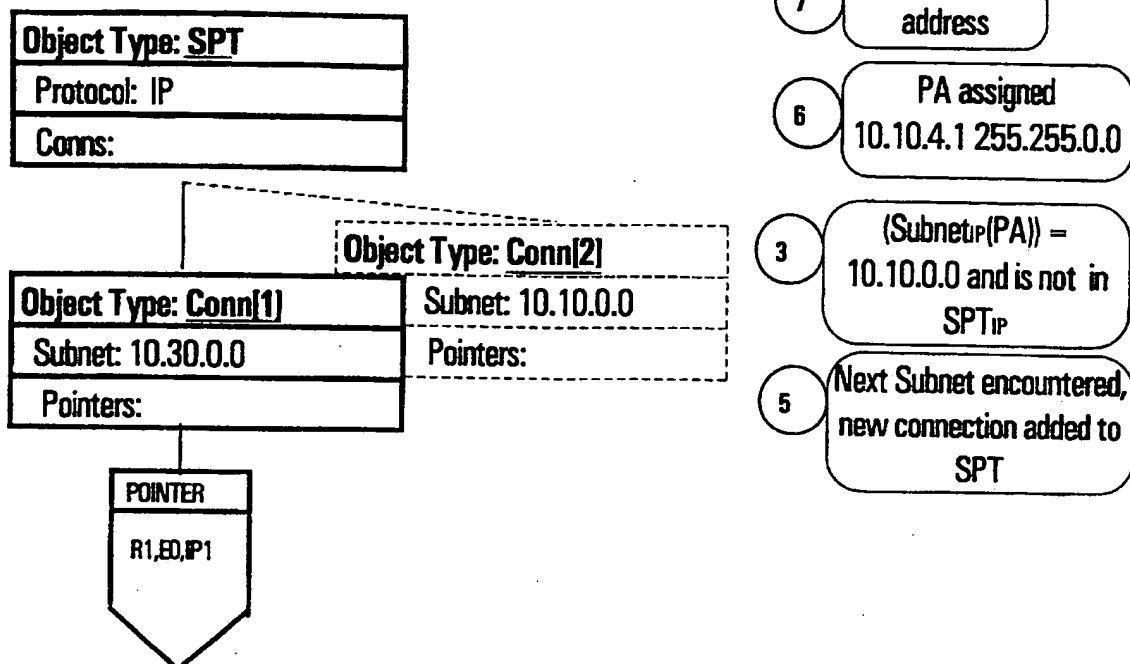 Object Type: SPT
Protocol: IP
Conns:
Object Type: Conn[2]
Subnet: 10.10.0.0
Pointers:
Object Type: Conn[1]
Subnet: 10.30.0.0
Pointers:
POINTER
R1,E0,IP1
7
address
6
PA assigned
10.10.4.1 255.255.0.0
3
(SubnetIP(PA)) =
10.10.0.0 and is not in
SPTIP
5
Next Subnet encountered,
new connection added to
SPT